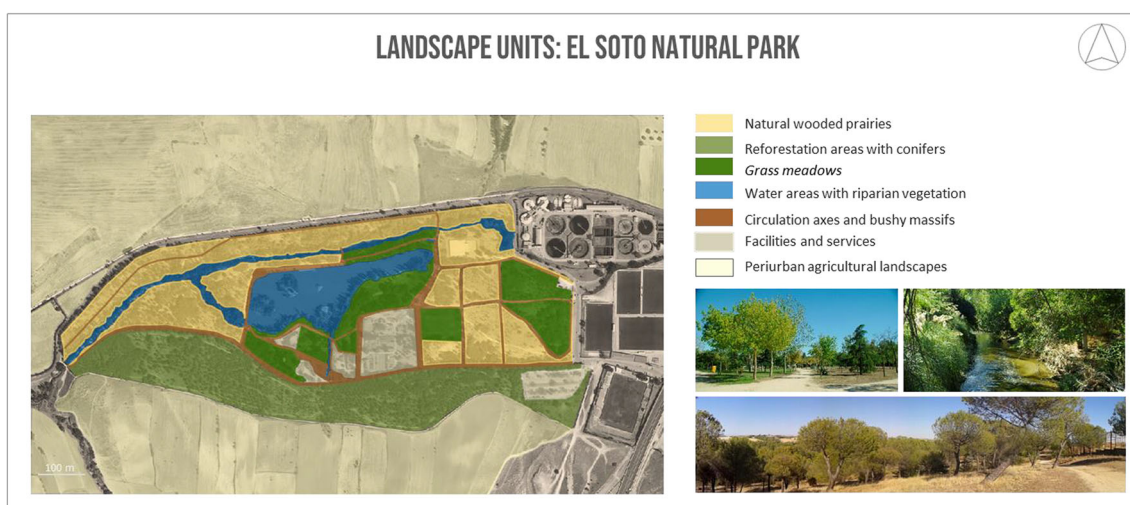 LANDSCAPE UNITS: EL SOTO NATURAL PARK
Natural wooded prairies
Reforestation areas with conifers
Grass meadows
Water areas with riparian vegetation
Circulation axes and bushy massifs
Facilities and services
Periurban agricultural landscapes
100 m